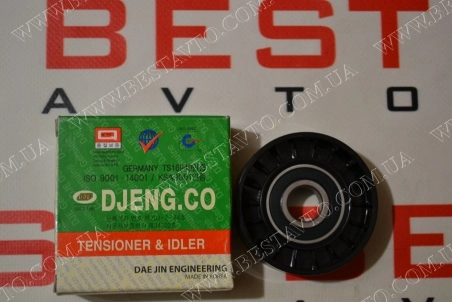 BEST
АВТО
WWW.BESTAVTO.COM.UA
GERMANY TS16949
ISO 9001 14001
DJENG.CO
TENSIONER & IDLER
DAE JIN ENGINEERING
MADE IN KOREA